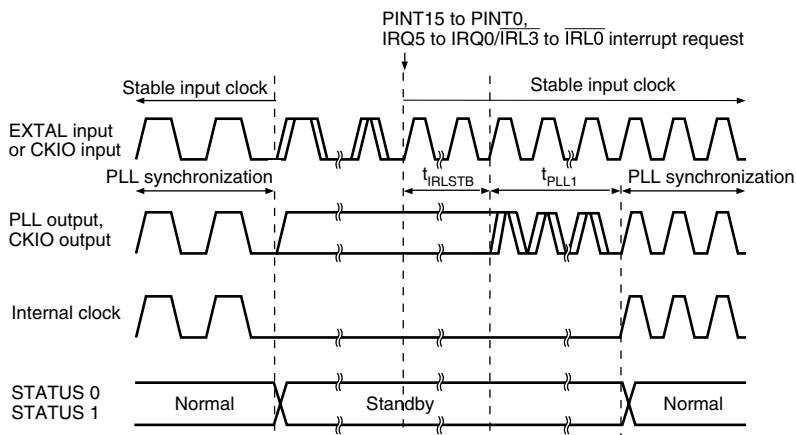 PINT15 to PINT0,
IRQ5 to IRQ0/IRL3 to IRL0 interrupt request
Stable input clock
Stable input clock
EXTAL input
or CKIO input
PLL synchronization
tIRLSTB
tPLL1
PLL synchronization
PLL output,
CKIO output
Internal clock
STATUS 0
STATUS 1
Normal
Standby
Normal